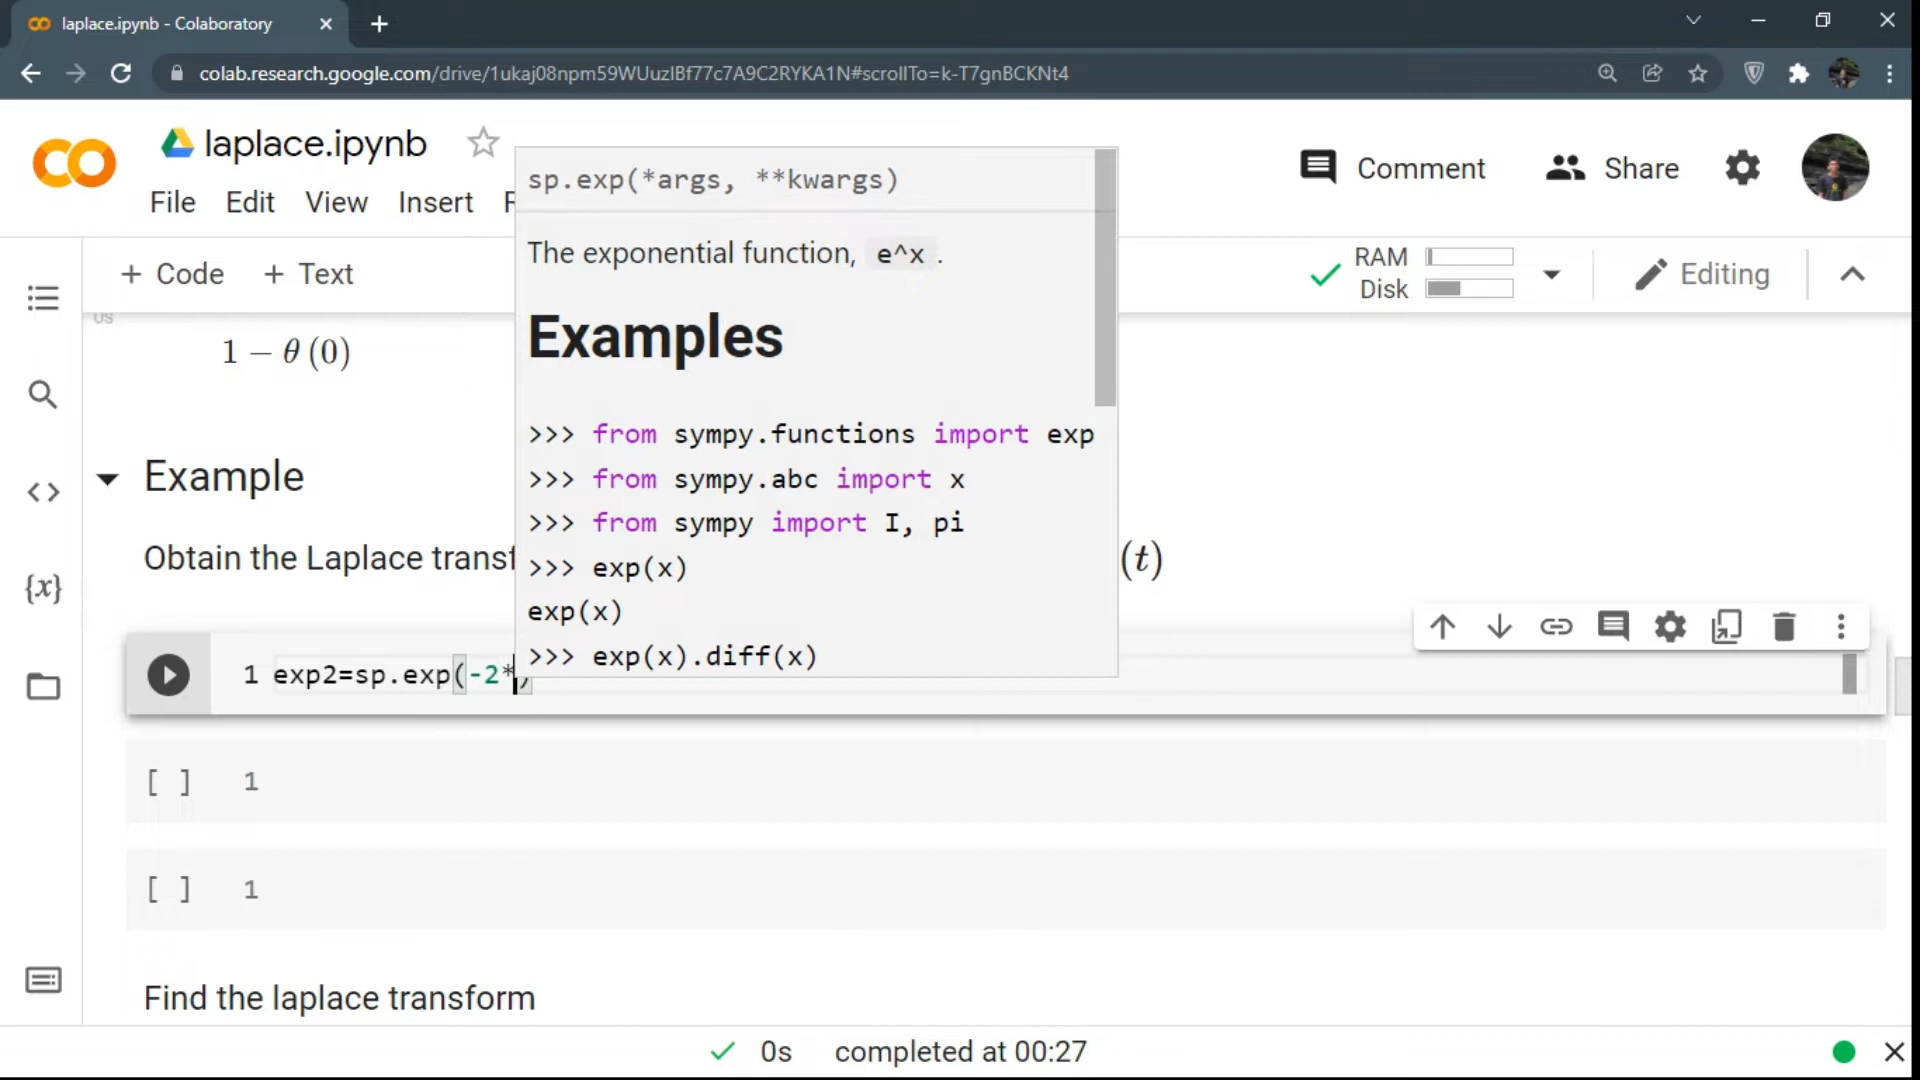 laplace.ipynb - Colaboratory
colab.research.google.com/drive/1ukaj08npm59WUuzlBf77c7A9C2RYKA1N#scrollTo=k-T7gnBCKNt4
laplace.ipynb
Comment
Share
File Edit View Insert
sp.exp(*args, **kwargs)
The exponential function, e^x .
Examples
>>> from sympy.functions import exp
>>> from sympy.abc import x
>>> from sympy import I, pi
>>> exp(x)
exp(x)
>>> exp(x).diff(x)
+ Code + Text
RAM
Disk
Editing
0s
1 − θ (0)
Example
Obtain the Laplace transf
(t)
1 exp2=sp.exp(-2*)
[ ] 1
[ ] 1
Find the laplace transform
0s completed at 00:27